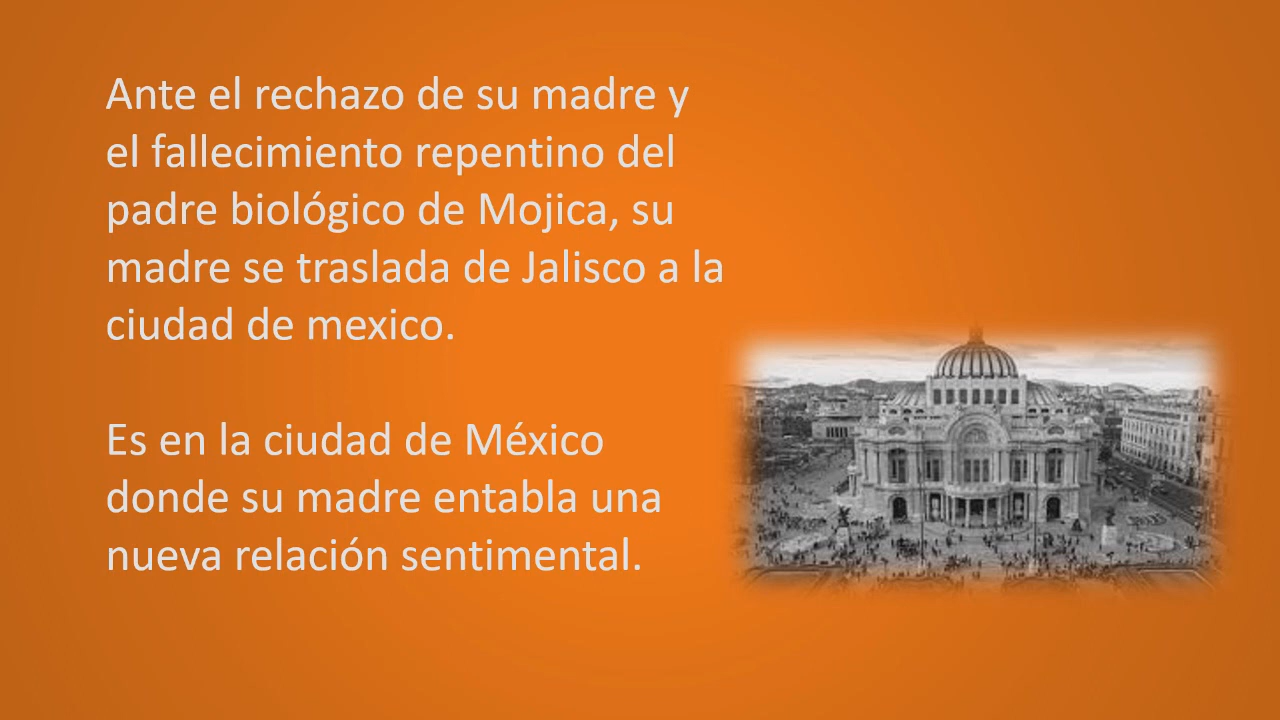 Ante el rechazo de su madre y
el fallecimiento repentino del
padre biológico de Mojica, su
madre se traslada de Jalisco a la
ciudad de mexico.
Es en la ciudad de México
donde su madre entabla una
nueva relación sentimental.